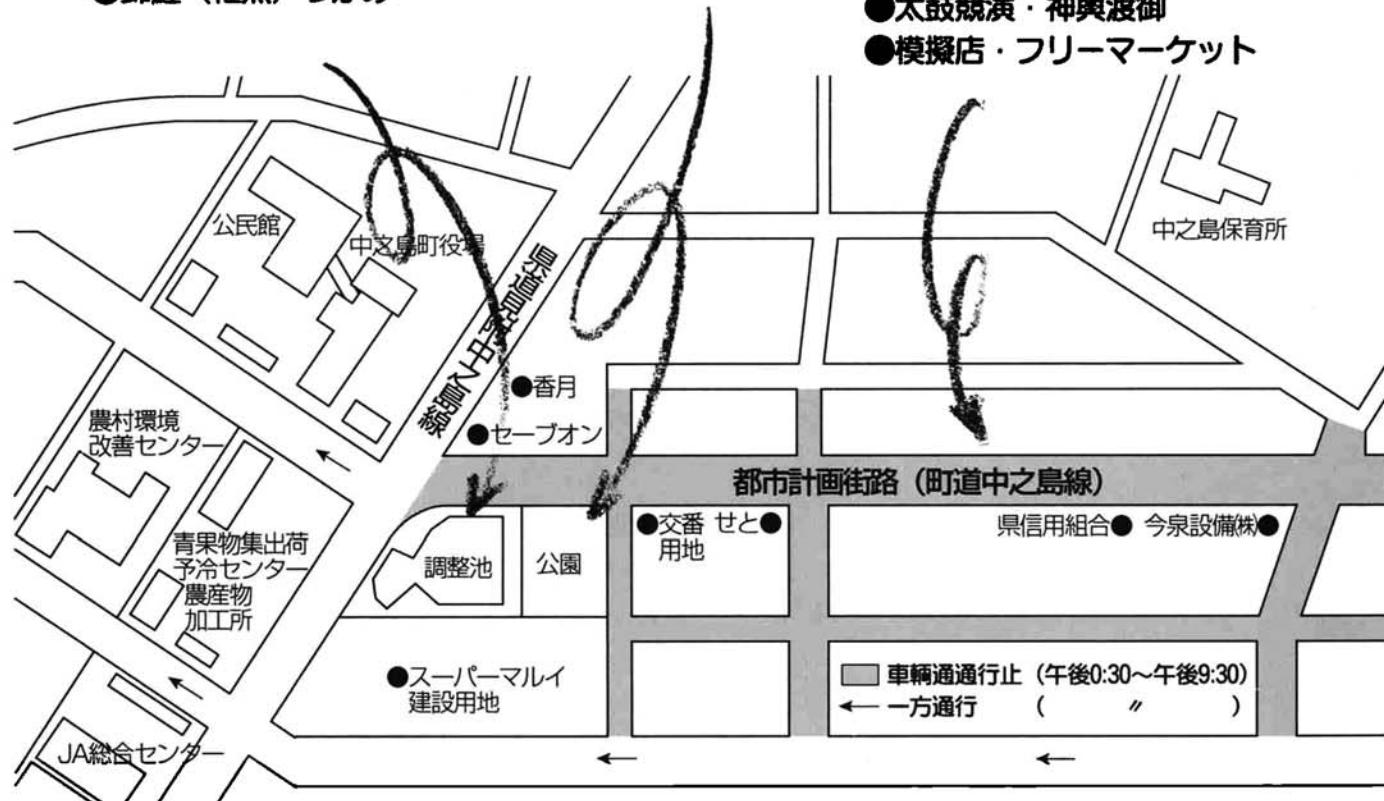 ●太鼓競演・神輿渡御
●模擬店・フリーマーケット
公民館
中之島町役場
中之島保育所
●香月
●セーブオン
農村環境
改善センター
都市計画街路（町道中之島線）
●交番
用地
せと●
県信用組合●
今泉設備㈱●
青果物集出荷
予冷センター
農産物
加工所
調整池
公園
●スーパーマルイ
建設用地
車輌通通行止（午後0:30～午後9:30）
←一方通行（　〃　）
JA総合センター